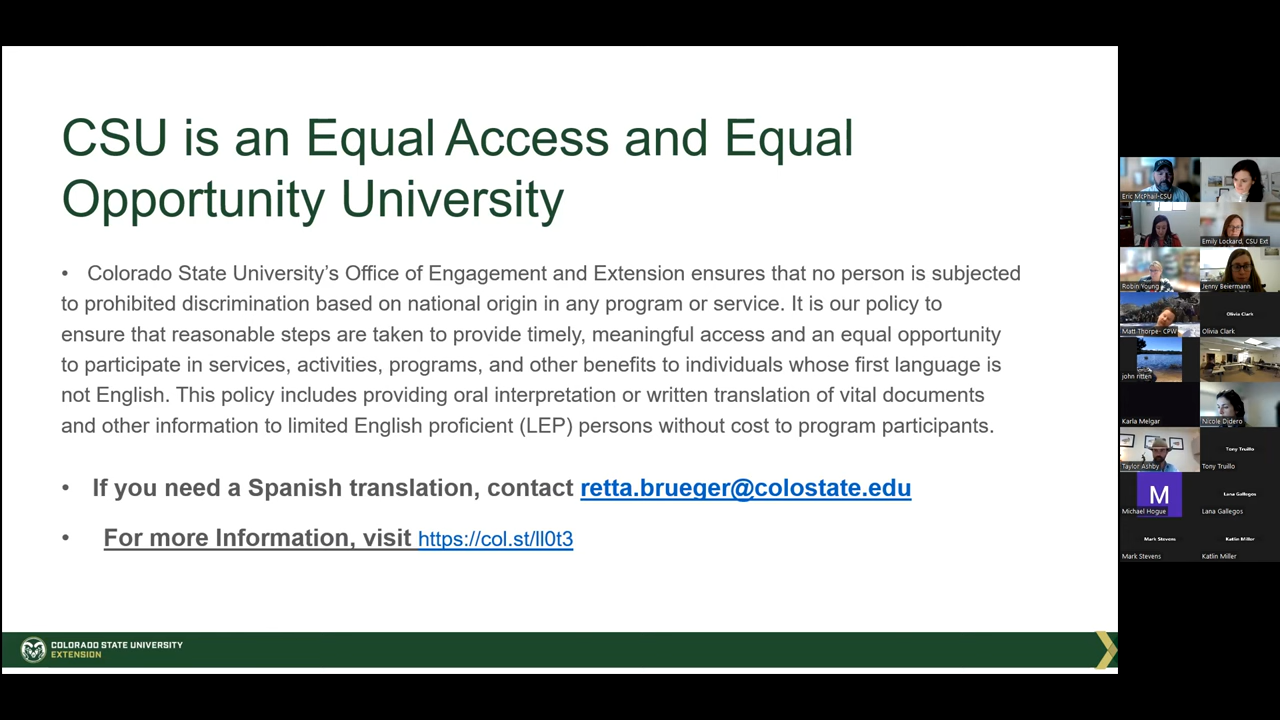 CSU is an Equal Access and Equal
Opportunity University
• Colorado State University’s Office of Engagement and Extension ensures that no person is subjected
to prohibited discrimination based on national origin in any program or service. It is our policy to
ensure that reasonable steps are taken to provide timely, meaningful access and an equal opportunity
to participate in services, activities, programs, and other benefits to individuals whose first language is
not English. This policy includes providing oral interpretation or written translation of vital documents
and other information to limited English proficient (LEP) persons without cost to program participants.
• If you need a Spanish translation, contact retta.brueger@colostate.edu
• For more Information, visit https://col.st/ll0t3
COLORADO STATE UNIVERSITY
EXTENSION
Eric McPhail-CSU
Emily Lockard, CSU Ext
Robin Young
Jenny Beiermann
Matt Thorpe- CPW
Olivia Clark
Olivia Clark
john ritten
Karla Melgar
Nicole Didero
Taylor Ashby
Tony Truillo
Tony Truillo
M
Michael Hogue
Lana Gallegos
Lana Gallegos
Mark Stevens
Mark Stevens
Katlin Miller
Katlin Miller